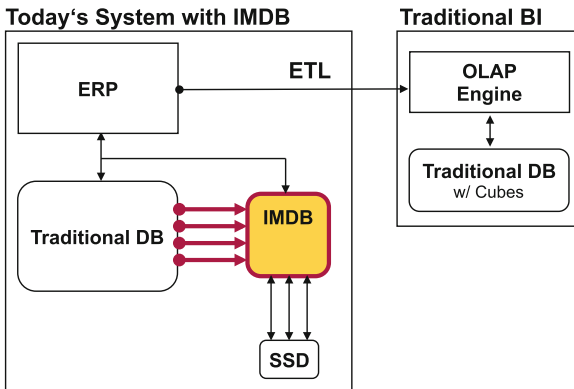 Today's System with IMDB
Traditional BI
ERP
ETL
OLAP
Engine
Traditional DB
w/ Cubes
Traditional DB
IMDB
SSD